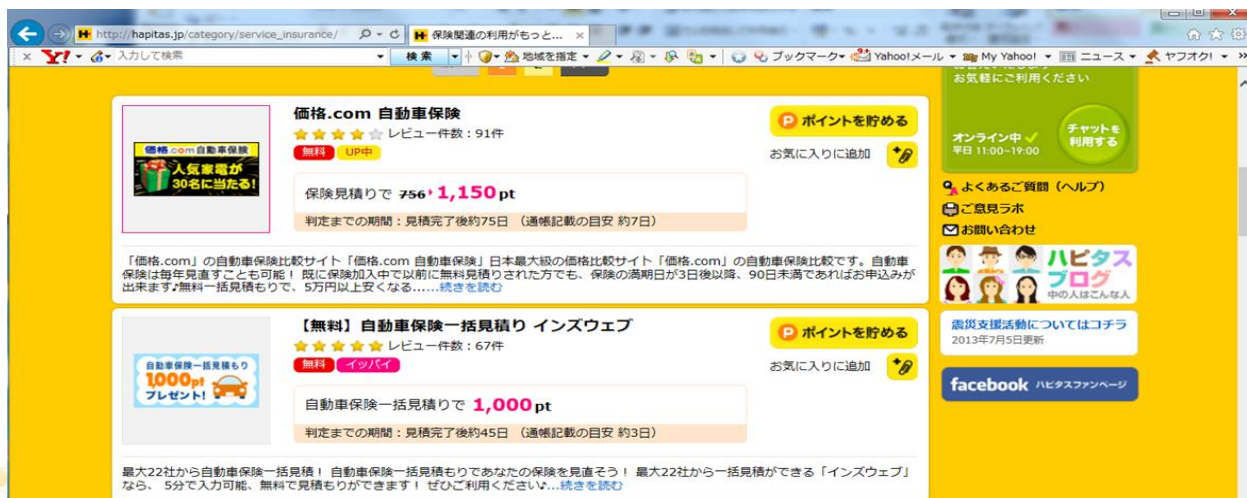 http://hapitas.jp/category/service_insurance/
保険関連の利用がもっと...
入力して検索
検索
地域を指定
ブックマーク
Yahoo!メール
My Yahoo!
ニュース
ヤフオク!
価格.com 自動車保険
レビュー件数：91件
無料 UP中
価格.com自動車保険
人気家電が
30名に当たる!
保険見積りで 756 1,150pt
判定までの期間：見積完了後約75日 （通帳記載の目安 約7日）
ポイントを貯める
お気に入りに追加
「価格.com」の自動車保険比較サイト「価格.com 自動車保険」日本最大級の価格比較サイト「価格.com」の自動車保険比較です。自動車
保険は毎年見直すことも可能！ 既に保険加入中で以前に無料見積りされた方でも、保険の満期日が3日後以降、90日未満であればお申込みが
出来ます♪無料一括見積もりで、5万円以上安くなる......続きを読む
【無料】自動車保険一括見積り インズウェブ
レビュー件数：67件
無料 イッパイ
自動車保険一括見積もり
1,000pt
プレゼント!
自動車保険一括見積りで 1,000pt
判定までの期間：見積完了後約45日 （通帳記載の目安 約3日）
ポイントを貯める
お気に入りに追加
最大22社から自動車保険一括見積！ 自動車保険一括見積もりであなたの保険を見直そう！ 最大22社から一括見積ができる「インズウェブ」
なら、 5分で入力可能、無料で見積もりができます！ ぜひご利用ください♪...続きを読む
お気軽にご利用ください
オンライン中
平日 11:00~19:00
チャットを
利用する
よくあるご質問（ヘルプ）
ご意見ラボ
お問い合わせ
ハピタス
ブログ
中の人はこんな人
震災支援活動についてはコチラ
2013年7月5日更新
facebook ハピタスファンページ